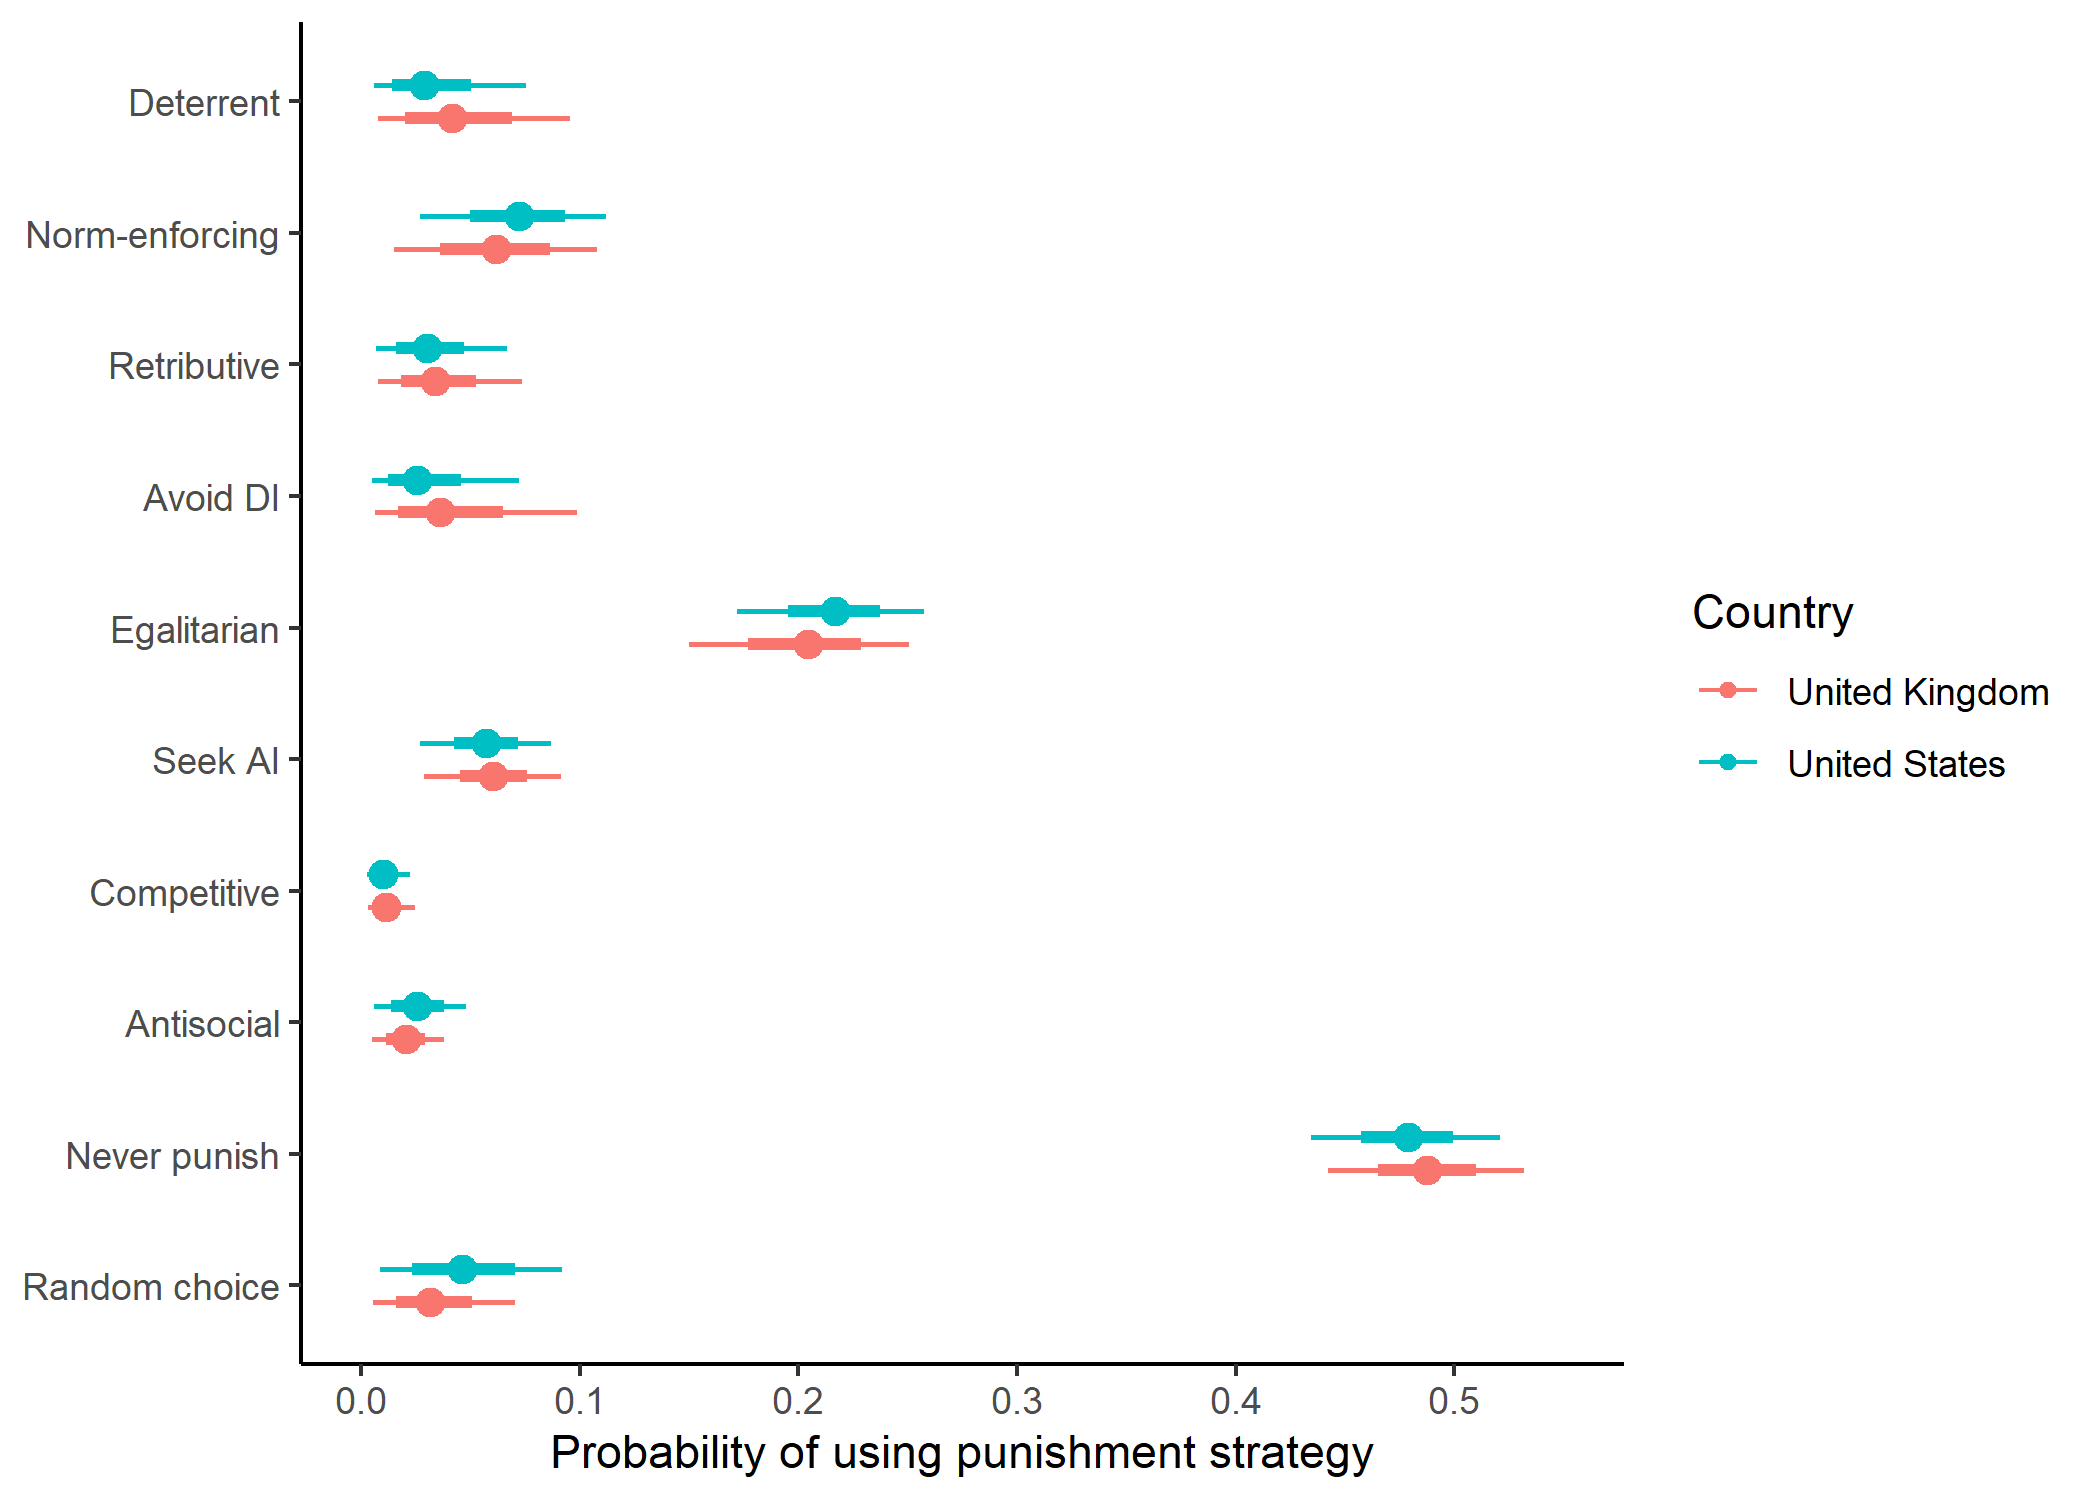 Deterrent
Norm-enforcing
Retributive
Avoid DI
Egalitarian
Seek AI
Competitive
Antisocial
Never punish
Random choice
0.0 0.1 0.2 0.3 0.4 0.5
Probability of using punishment strategy
Country
United Kingdom
United States